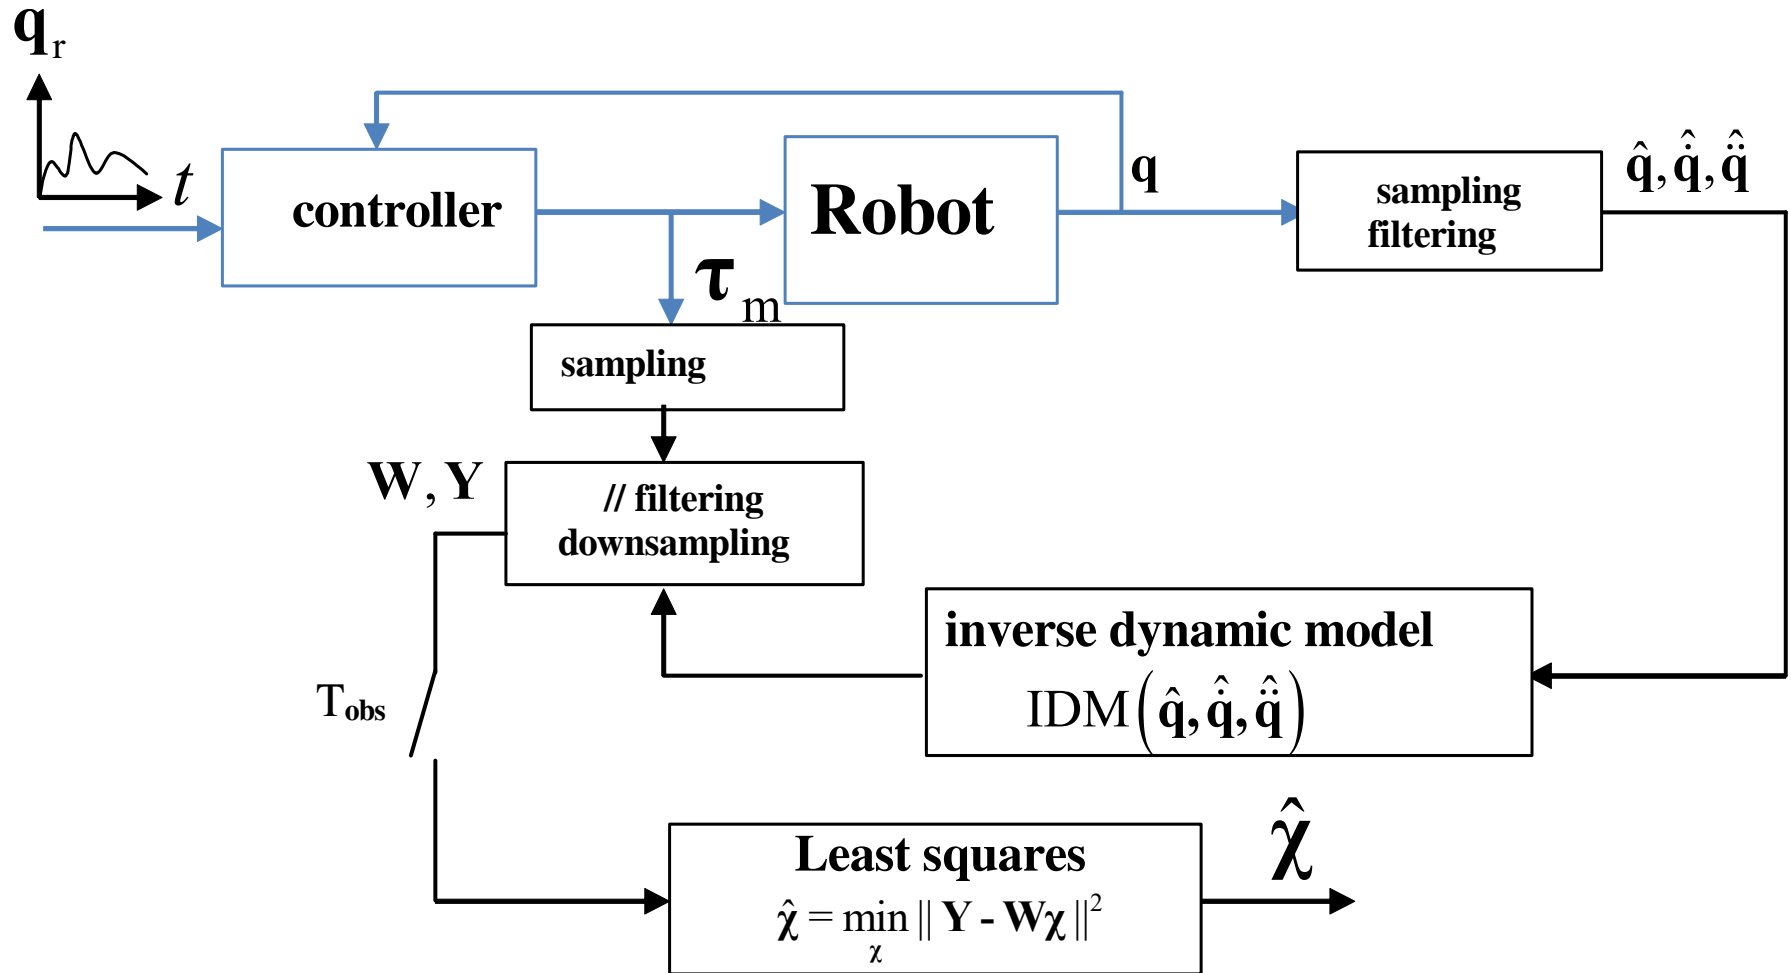 q_r
t
controller
Robot
q
sampling
filtering
q̂, q̇̂, q̈̂
τ_m
sampling
W, Y
// filtering
downsampling
inverse dynamic model
IDM(q̂, q̇̂, q̈̂)
T_obs
Least squares
χ̂ = min_χ || Y - Wχ ||²
χ̂